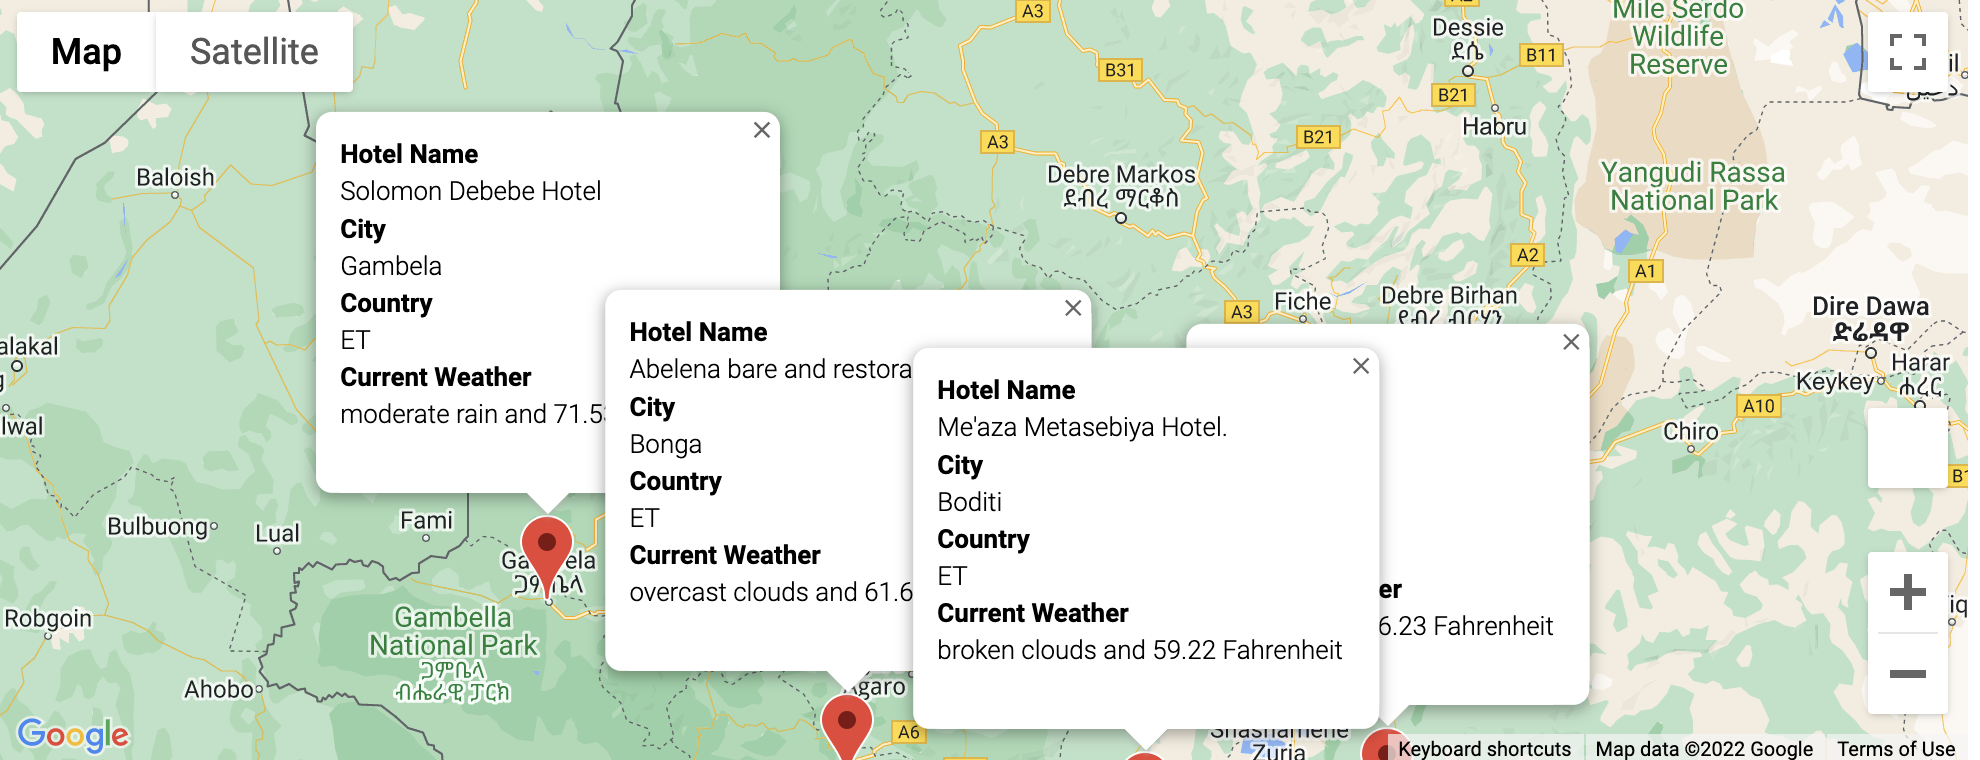 Map
Satellite
A3
B31
Dessie
ደሴ
B11
Mile Serdo
Wildlife
Reserve
B21
Habru
B21
A3
Baloish
Debre Markos
ደብረ ማርቆስ
Yangudi Rassa
National Park
A2
A1
Debre Birhan
ደብረ ብርሃን
Fiche
A3
Dire Dawa
ድሬዳዋ
Harar
ሐረር
Keykey
A10
Chiro
alakal
lwal
Hotel Name
Solomon Debebe Hotel
City
Gambela
Country
ET
Current Weather
moderate rain and 71.5
Hotel Name
Abelena bare and restora
City
Bonga
Country
ET
Current Weather
overcast clouds and 61.6
Hotel Name
Me'aza Metasebiya Hotel.
City
Boditi
Country
ET
Current Weather
broken clouds and 59.22 Fahrenheit
er
6.23 Fahrenheit
Bulbuong
Lual
Fami
Robgoin
Gambella
National Park
ጋምቤላ
ብሔራዊ ፓርክ
Ahobo
Agaro
A6
Shashamene
Zuria
Google
Keyboard shortcuts
Map data ©2022 Google
Terms of Use